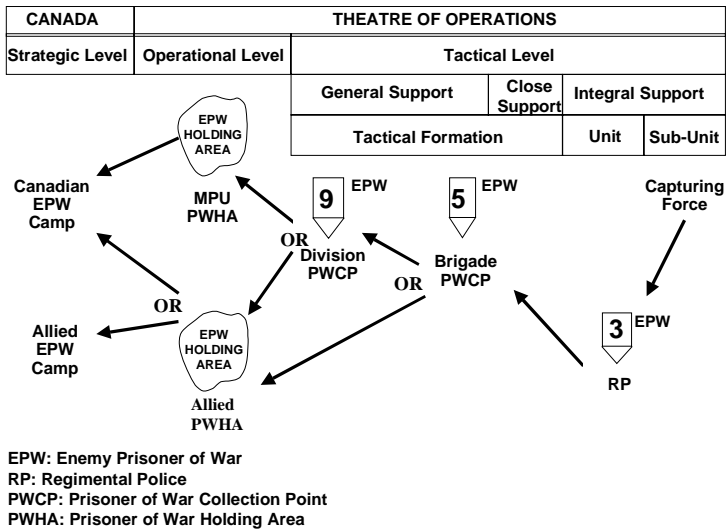 CANADA THEATRE OF OPERATIONS
Strategic Level Operational Level Tactical Level
General Support Close Support Integral Support
Tactical Formation Unit Sub-Unit
EPW
HOLDING
AREA
MPU
PWHA
Canadian
EPW
Camp
9 EPW
OR
Division
PWCP
5 EPW
OR
Brigade
PWCP
Capturing
Force
3 EPW
RP
OR
Allied
EPW
Camp
EPW
HOLDING
AREA
Allied
PWHA
EPW: Enemy Prisoner of War
RP: Regimental Police
PWCP: Prisoner of War Collection Point
PWHA: Prisoner of War Holding Area